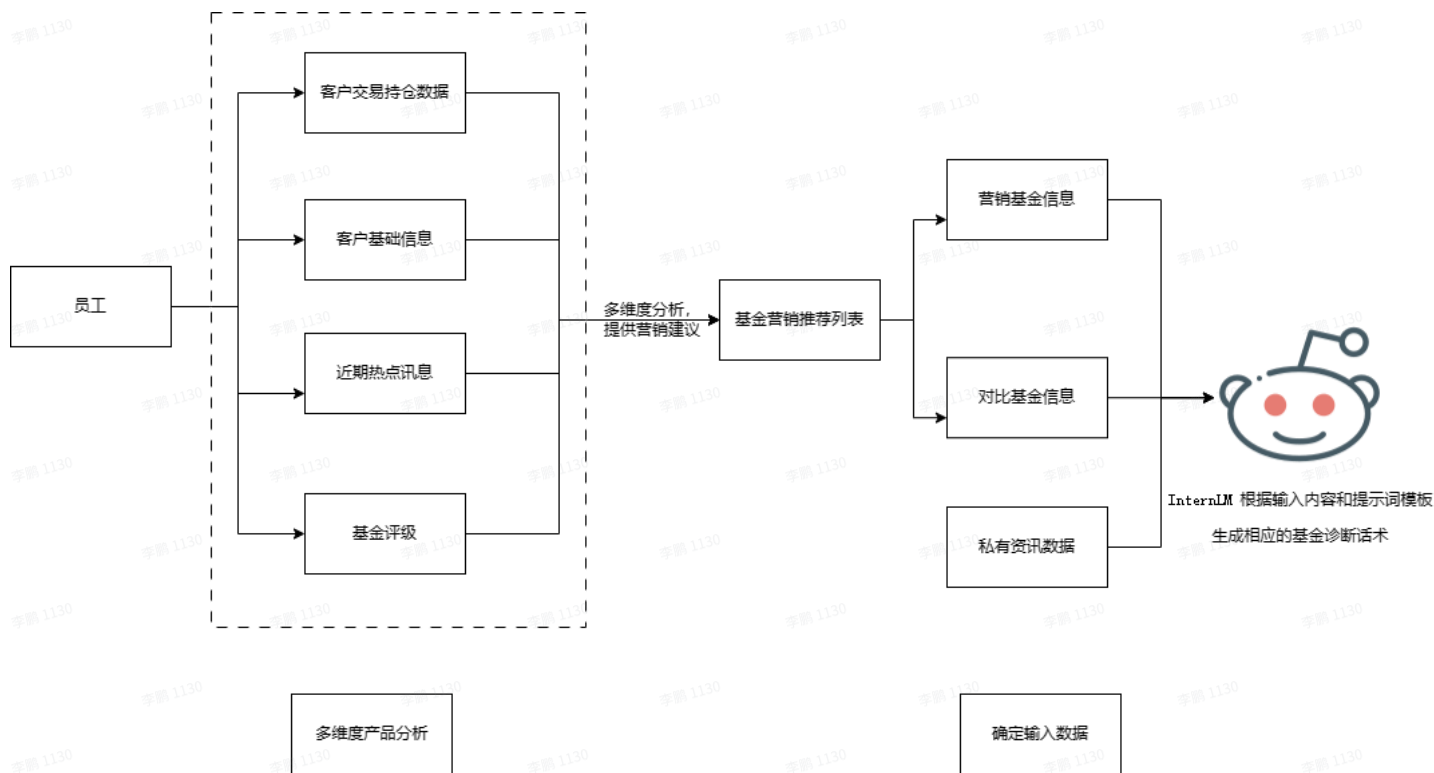 客户交易持仓数据
营销基金信息
客户基础信息
员工
多维度分析，
提供营销建议
基金营销推荐列表
近期热点讯息
对比基金信息
InternLM 根据输入内容和提示词模板
生成相应的基金诊断话术
基金评级
私有资讯数据
多维度产品分析
确定输入数据
李鹏 1130